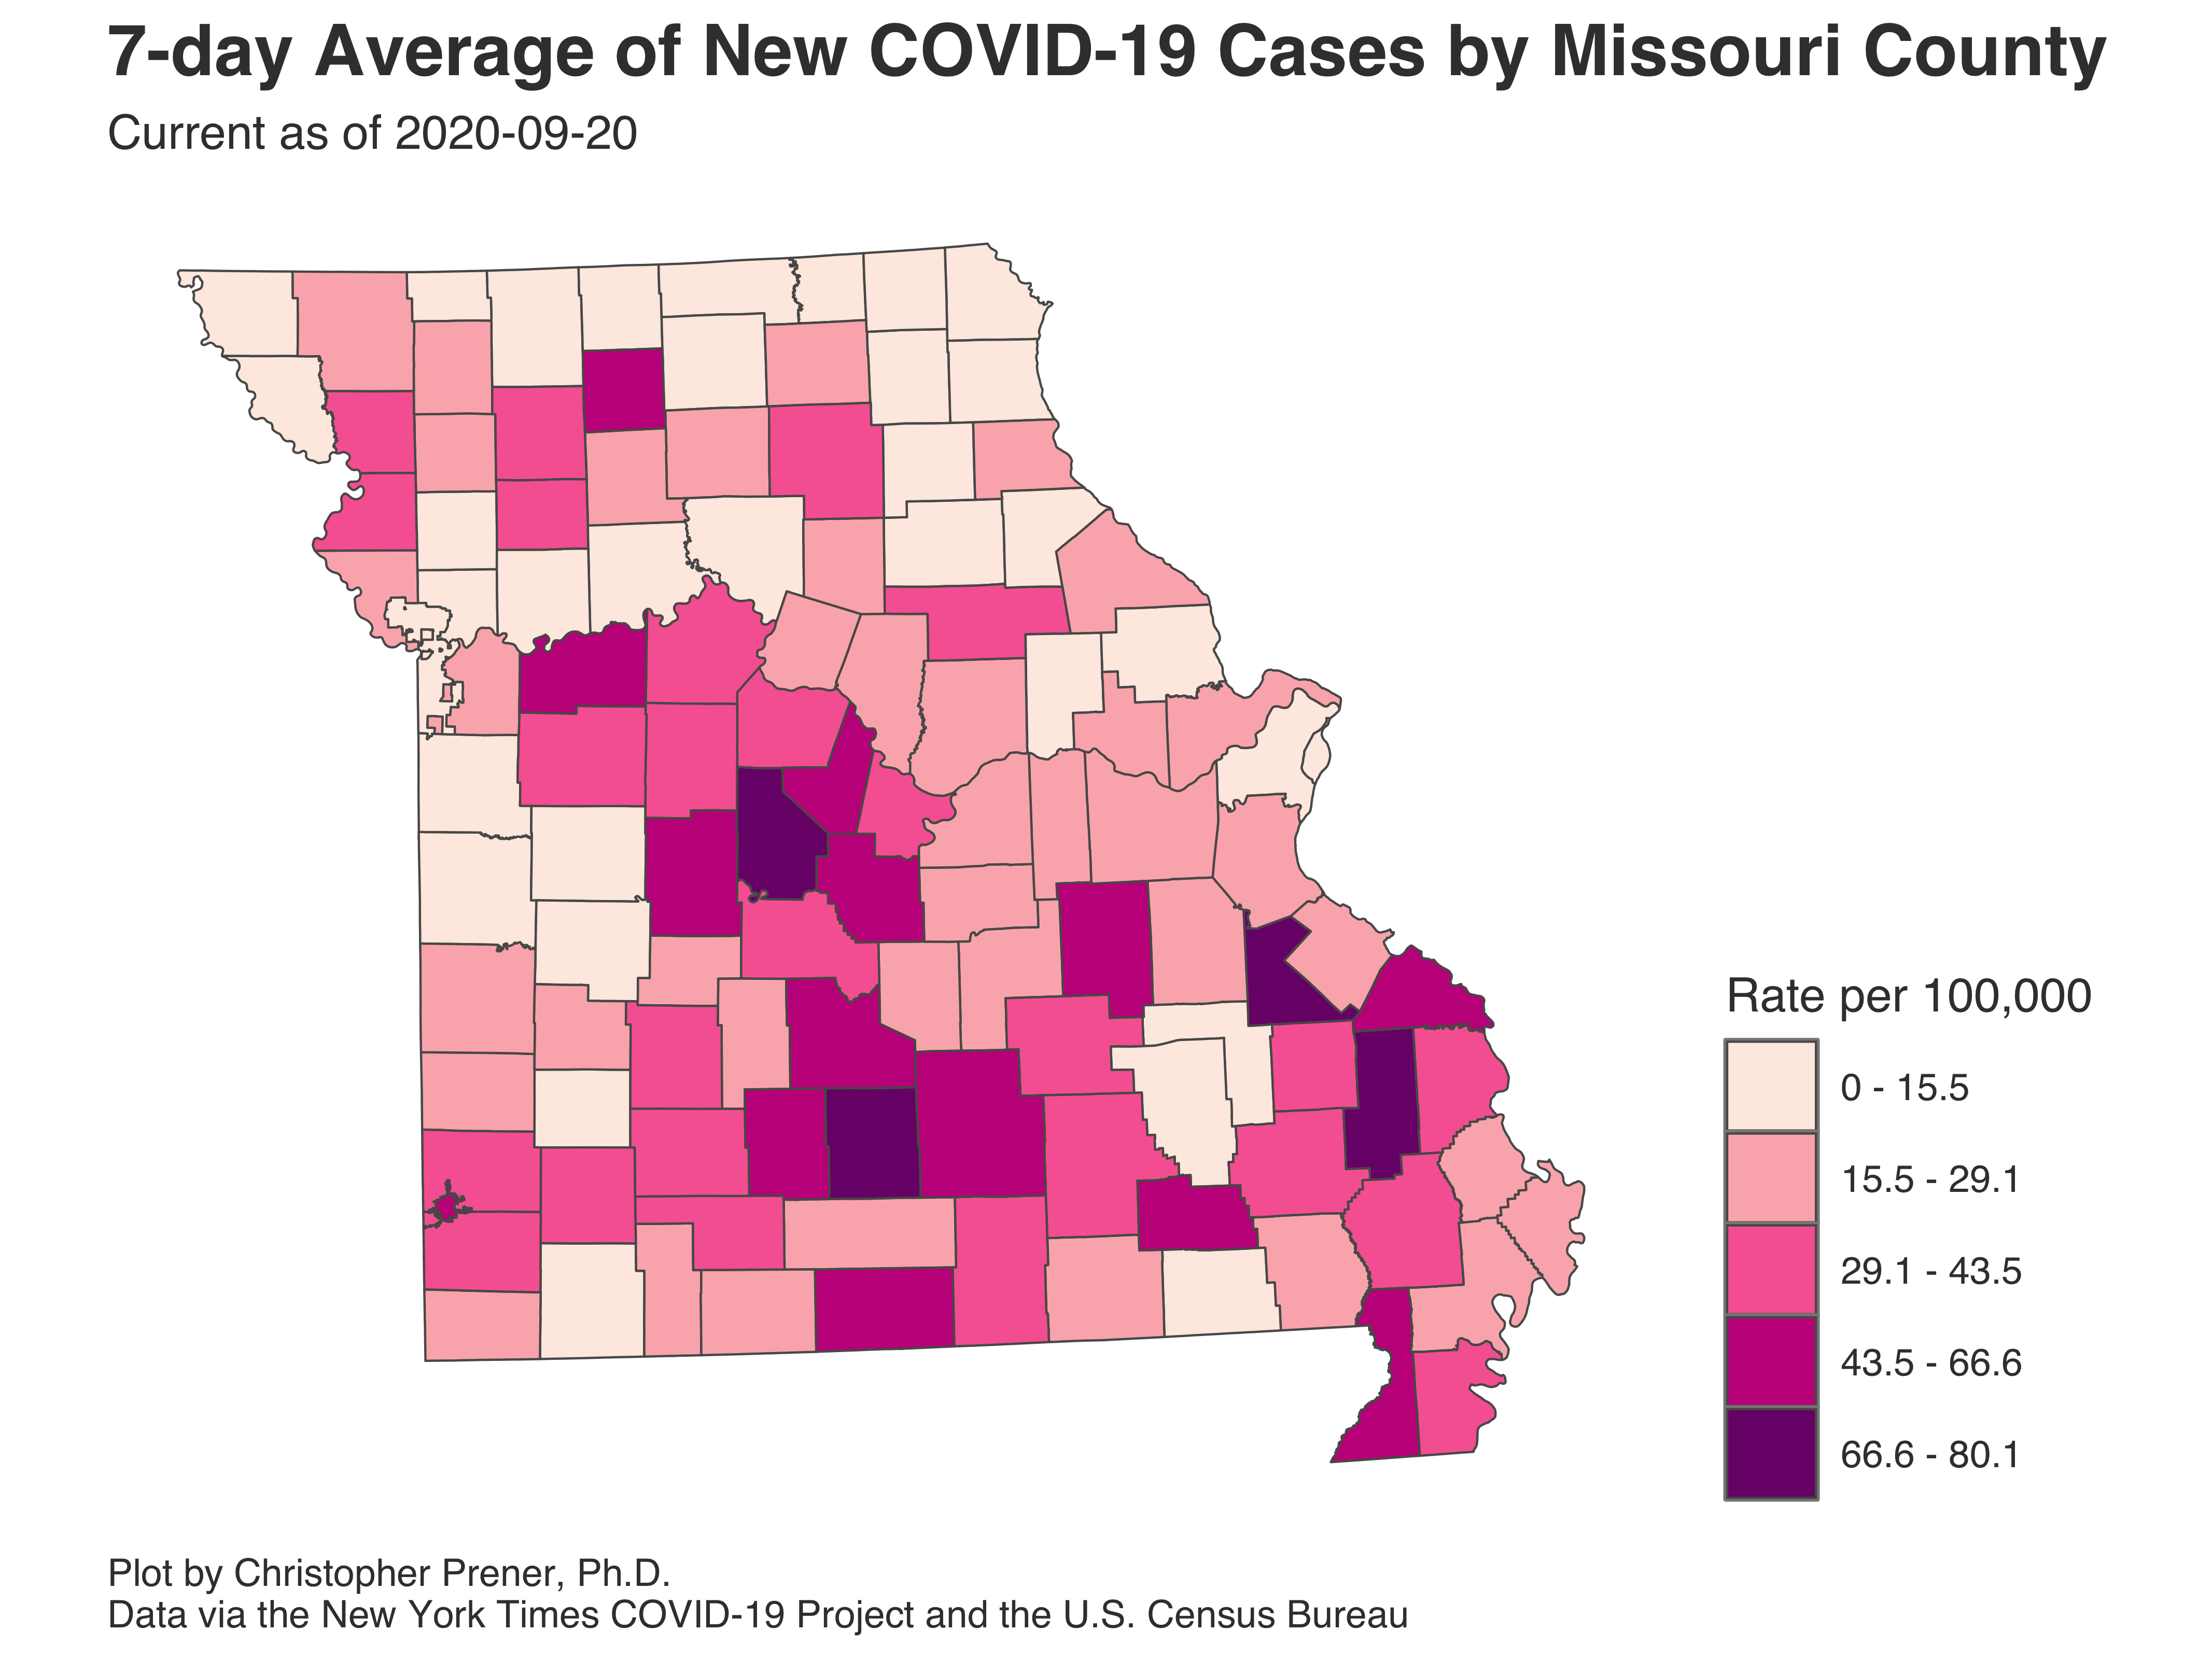 7-day Average of New COVID-19 Cases by Missouri County
Current as of 2020-09-20
Rate per 100,000
0 - 15.5
15.5 - 29.1
29.1 - 43.5
43.5 - 66.6
66.6 - 80.1
Plot by Christopher Prener, Ph.D.
Data via the New York Times COVID-19 Project and the U.S. Census Bureau